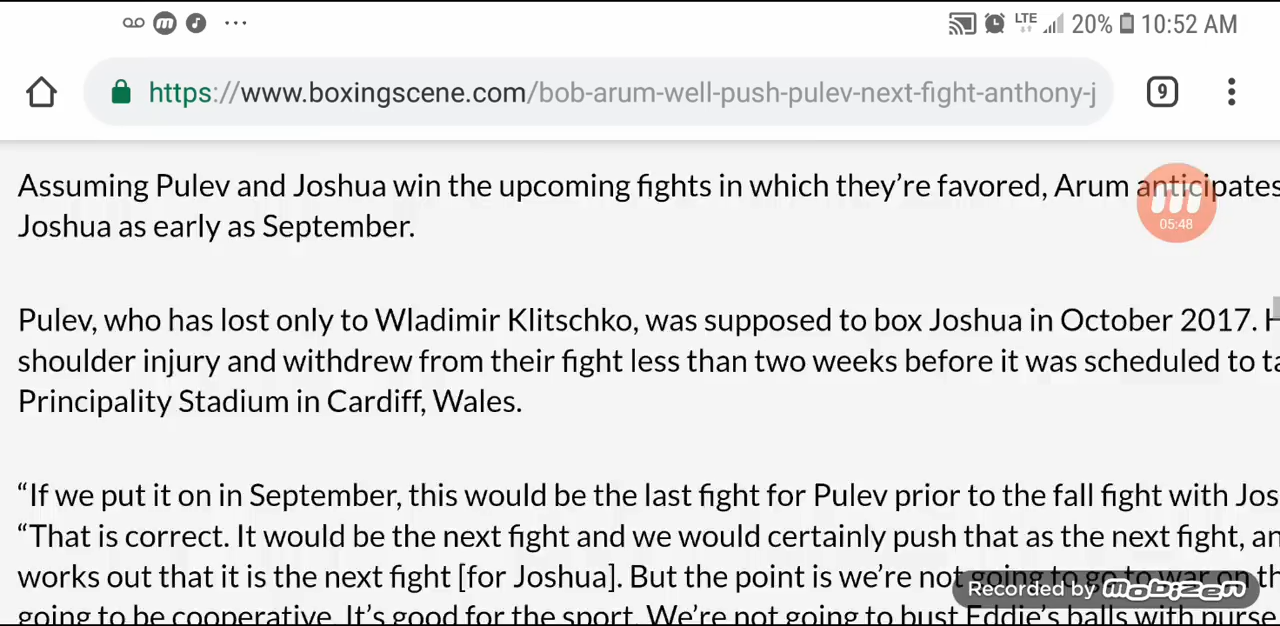 LTE 20% 10:52 AM
https://www.boxingscene.com/bob-arum-well-push-pulev-next-fight-anthony-j
9
Assuming Pulev and Joshua win the upcoming fights in which they’re favored, Arum anticipates
05:48
Joshua as early as September.
Pulev, who has lost only to Wladimir Klitschko, was supposed to box Joshua in October 2017. H
shoulder injury and withdrew from their fight less than two weeks before it was scheduled to ta
Principality Stadium in Cardiff, Wales.
“If we put it on in September, this would be the last fight for Pulev prior to the fall fight with Jos
“That is correct. It would be the next fight and we would certainly push that as the next fight, an
works out that it is the next fight [for Joshua]. But the point is we’re not going to go to war on th
Recorded by MOBIZEN
going to be cooperative. It’s good for the sport. We’re not going to bust Eddie’s balls with purse